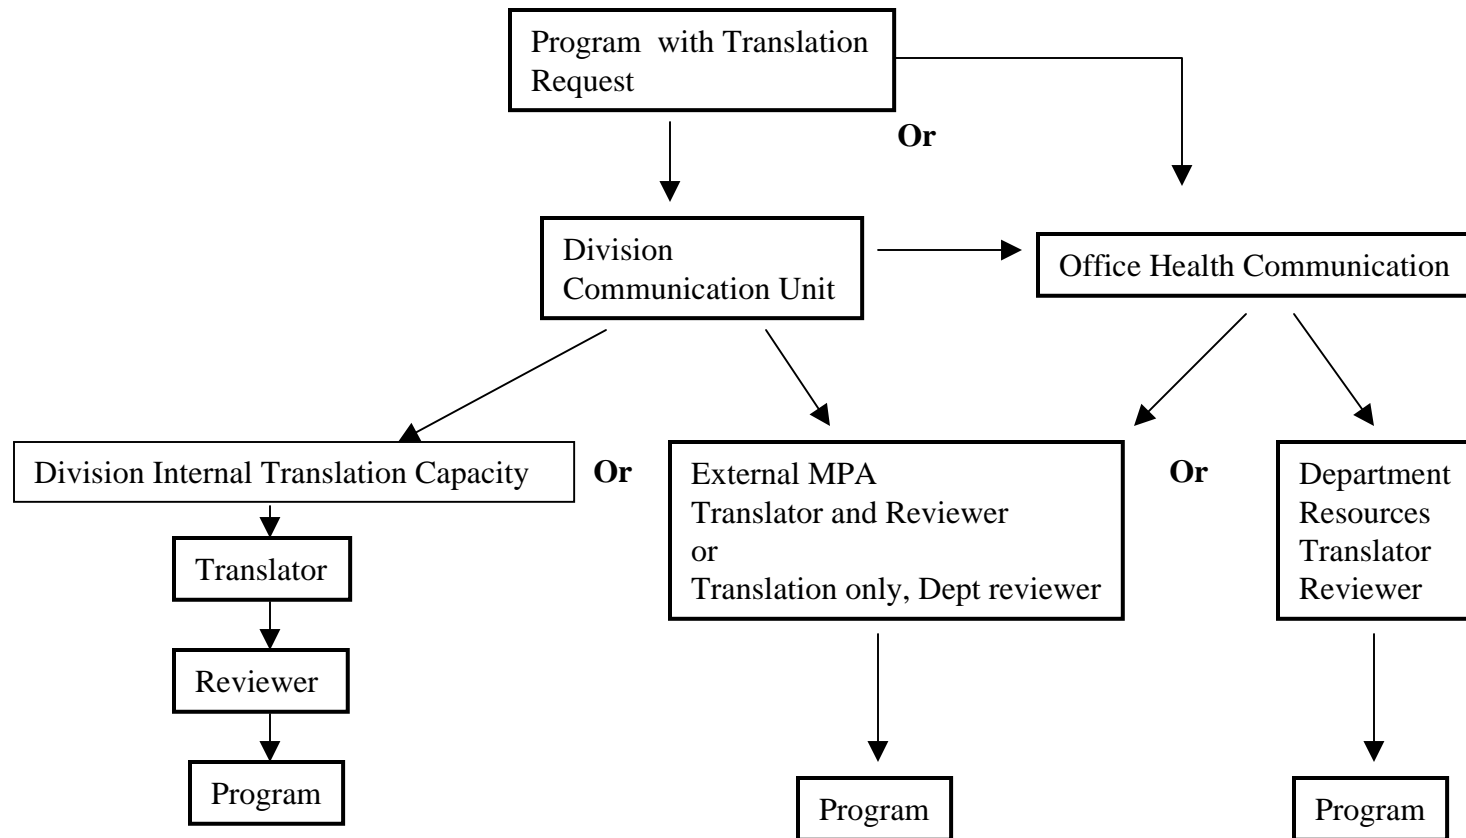 Program with Translation
Request
Or
Division
Communication Unit
Office Health Communication
Division Internal Translation Capacity
Or
External MPA
Translator and Reviewer
or
Translation only, Dept reviewer
Or
Department
Resources
Translator
Reviewer
Translator
Reviewer
Program
Program
Program